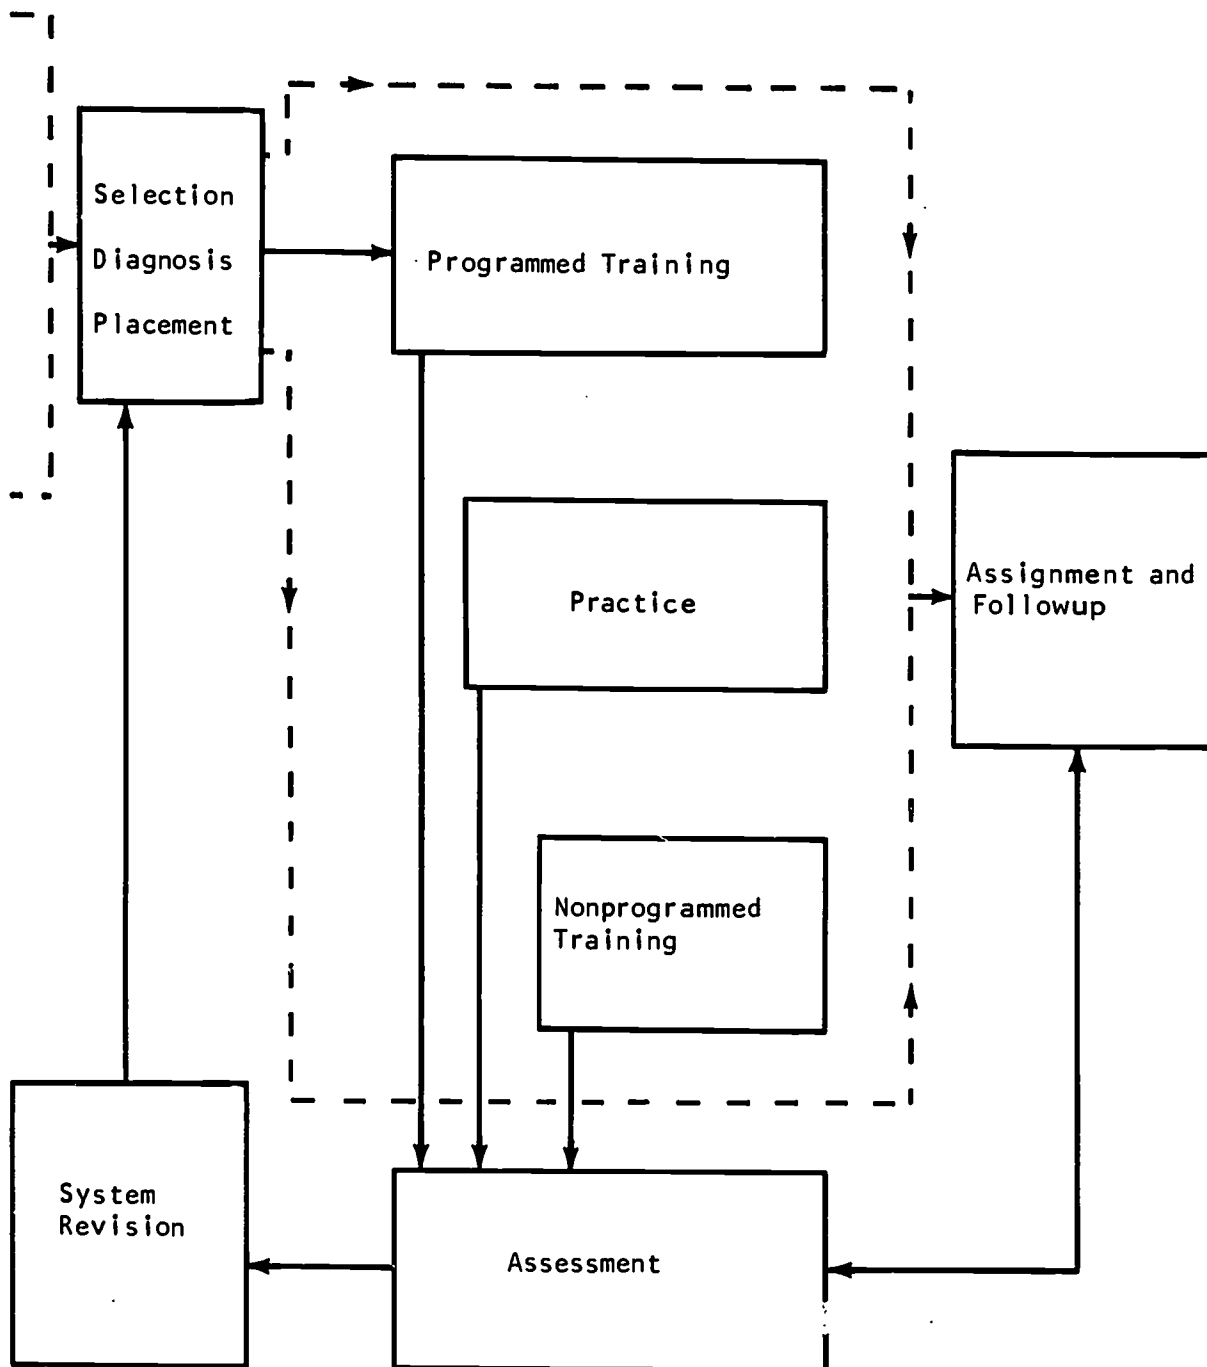 Selection
Diagnosis
Placement
Programmed Training
Practice
Assignment and
Followup
Nonprogrammed
Training
System
Revision
Assessment